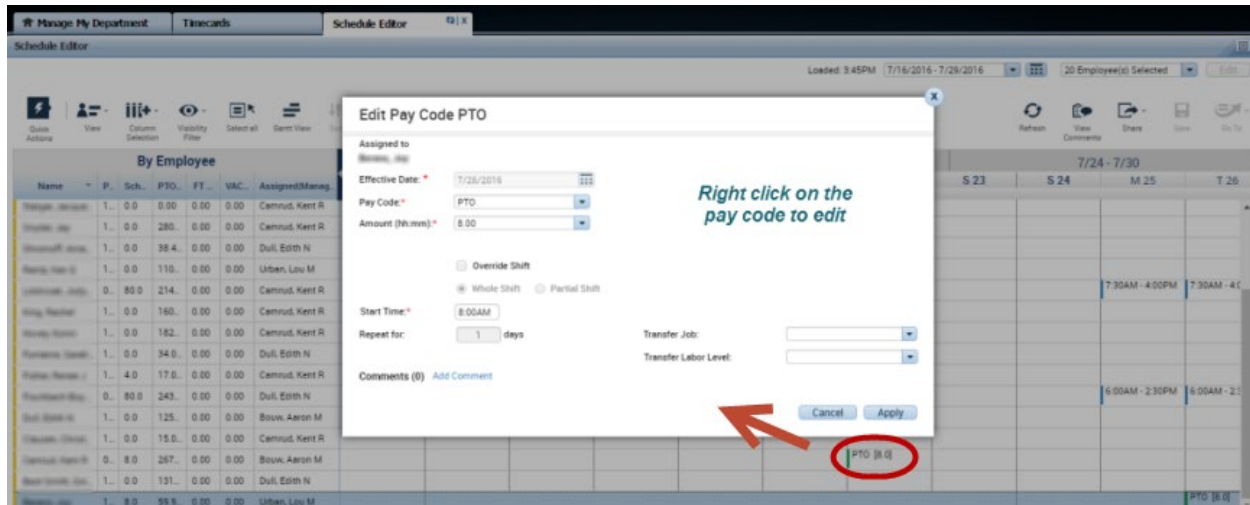 Manage My Department
Timecards
Schedule Editor
Schedule Editor
Loaded: 3:45PM 7/16/2016 - 7/29/2016 20 Employee(s) Selected Edit
Quick Actions View Column Selection Visibility Filter Select all Gantt View
Refresh View Comments Share Save Go To
By Employee
7/24 - 7/30
Name P.. Sch.. PTO.. FT... VAC.. Assigned(Manag..
S 23 S 24 M 25 T 26
1... 0.0 0.00 0.00 0.00 Camrud, Kent R
1... 0.0 280.. 0.00 0.00 Camrud, Kent R
1... 0.0 38.4.. 0.00 0.00 Dull, Edith N
1... 0.0 110.. 0.00 0.00 Urban, Lou M
0... 80.0 214.. 0.00 0.00 Camrud, Kent R 7:30AM - 4:00PM 7:30AM - 4:0
1... 0.0 160.. 0.00 0.00 Camrud, Kent R
1... 0.0 182.. 0.00 0.00 Camrud, Kent R
1... 0.0 34.0.. 0.00 0.00 Dull, Edith N
1... 4.0 17.0.. 0.00 0.00 Camrud, Kent R
0... 80.0 243.. 0.00 0.00 Dull, Edith N 6:00AM - 2:30PM 6:00AM - 2:3
1... 0.0 125.. 0.00 0.00 Bouw, Aaron M
1... 0.0 15.0.. 0.00 0.00 Camrud, Kent R
0... 8.0 267.. 0.00 0.00 Bouw, Aaron M PTO [8.0]
1... 0.0 131.. 0.00 0.00 Dull, Edith N
1... 8.0 55.5.. 0.00 0.00 Urban, Lou M PTO [8.0]
Edit Pay Code PTO
X
Assigned to
Effective Date: * 7/26/2016
Pay Code:* PTO
Amount (hh:mm):* 8.00
Right click on the
pay code to edit
Override Shift
Whole Shift Partial Shift
Start Time:* 8:00AM
Repeat for: 1 days
Transfer Job:
Transfer Labor Level:
Comments (0) Add Comment
Cancel Apply